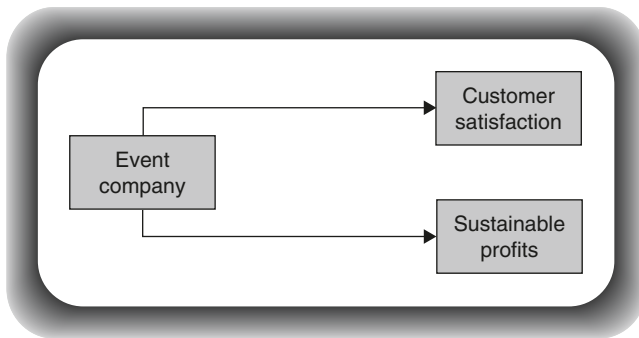 Event
company
Customer
satisfaction
Sustainable
profits